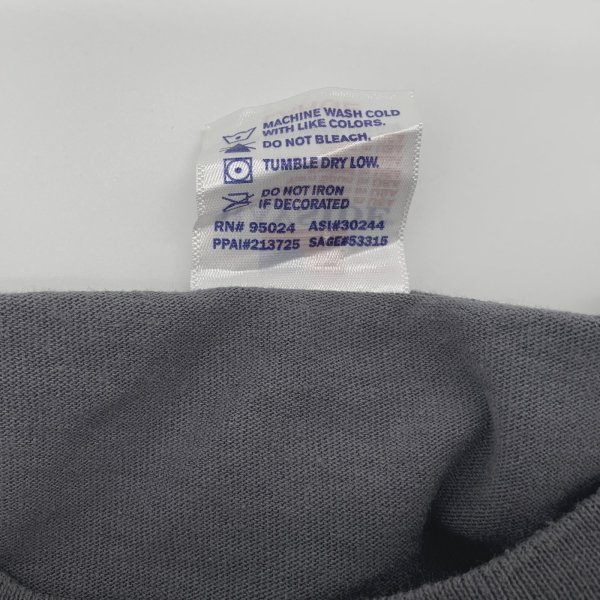 MACHINE WASH COLD
WITH LIKE COLORS.
DO NOT BLEACH.
TUMBLE DRY LOW.
DO NOT IRON
IF DECORATED
RN# 95024 ASI#30244
PPAI#213725 SAGE#53315